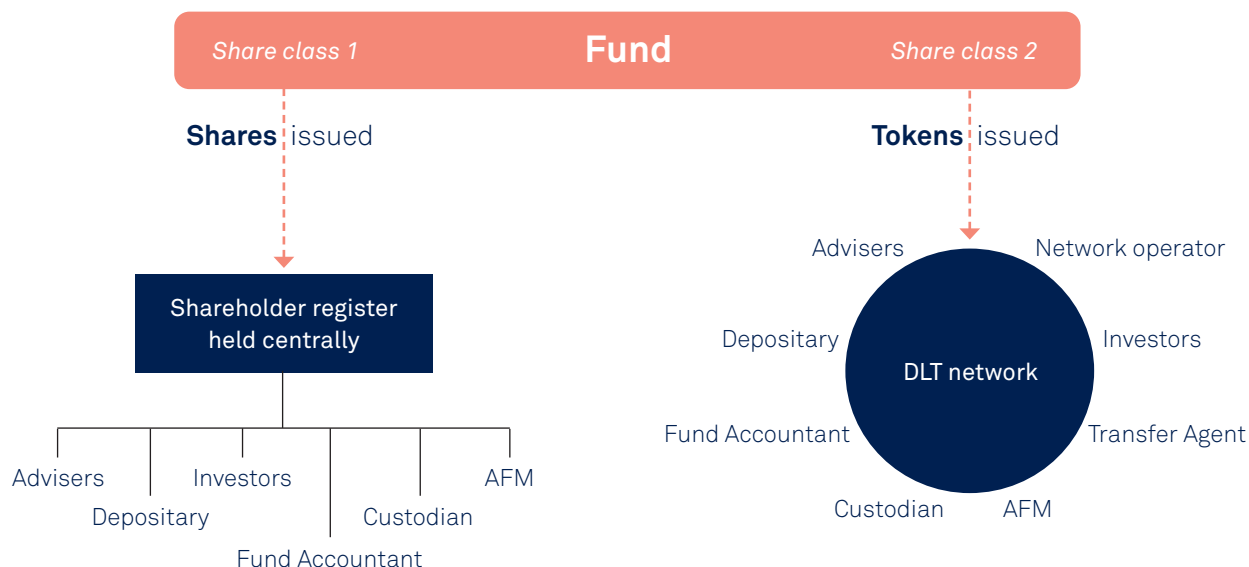 Share class 1
Fund
Share class 2
Shares issued
Tokens issued
Shareholder register
held centrally
Advisers
Depositary
Investors
Fund Accountant
Custodian
AFM
DLT network
Advisers
Network operator
Depositary
Investors
Fund Accountant
Transfer Agent
Custodian
AFM